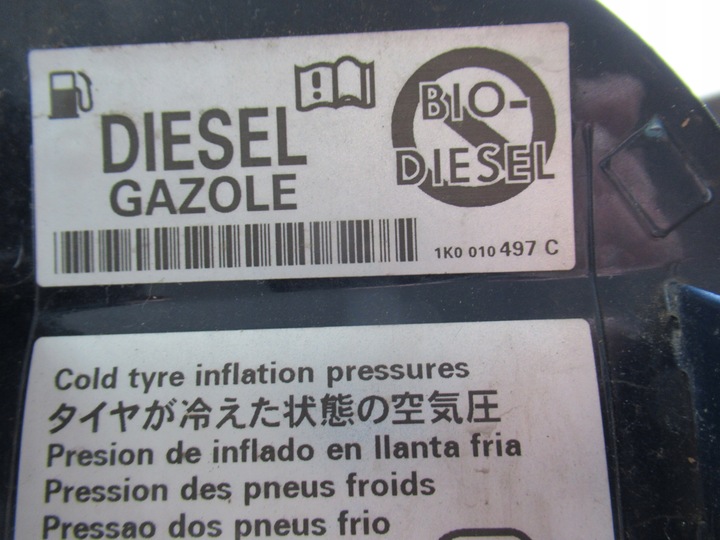 DIESEL
GAZOLE
BIO-
DIESEL
1K0 010 497 C
Cold tyre inflation pressures
タイヤが冷えた状態の空気圧
Presion de inflado en llanta fria
Pression des pneus froids
Pressao dos pneus frio